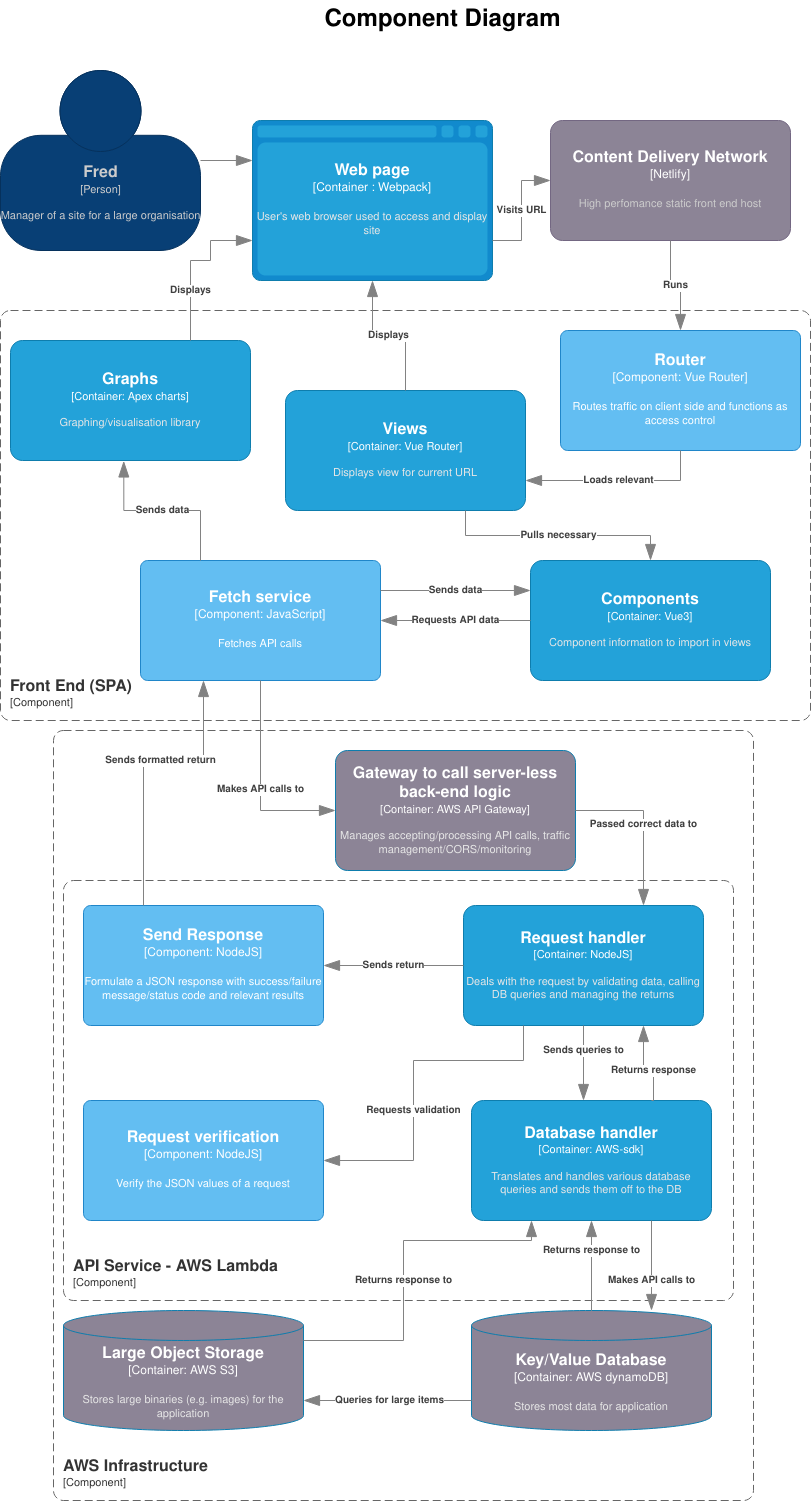 Component Diagram
Fred
[Person]
Manager of a site for a large organisation
Web page
[Container : Webpack]
User's web browser used to access and display
site
Visits URL
Content Delivery Network
[Netlify]
High perfomance static front end host
Displays
Displays
Runs
Graphs
[Container: Apex charts]
Graphing/visualisation library
Views
[Container: Vue Router]
Displays view for current URL
Router
[Component: Vue Router]
Routes traffic on client side and functions as
access control
Loads relevant
Sends data
Pulls necessary
Fetch service
[Component: JavaScript]
Fetches API calls
Sends data
Requests API data
Components
[Container: Vue3]
Component information to import in views
Front End (SPA)
[Component]
Sends formatted return
Makes API calls to
Gateway to call server-less
back-end logic
[Container: AWS API Gateway]
Manages accepting/processing API calls, traffic
management/CORS/monitoring
Passed correct data to
Send Response
[Component: NodeJS]
Formulate a JSON response with success/failure
message/status code and relevant results
Sends return
Request handler
[Container: NodeJS]
Deals with the request by validating data, calling
DB queries and managing the returns
Sends queries to
Returns response
Requests validation
Request verification
[Component: NodeJS]
Verify the JSON values of a request
Database handler
[Container: AWS-sdk]
Translates and handles various database
queries and sends them off to the DB
API Service - AWS Lambda
[Component]
Returns response to
Returns response to
Makes API calls to
Large Object Storage
[Container: AWS S3]
Stores large binaries (e.g. images) for the
application
Queries for large items
Key/Value Database
[Container: AWS dynamoDB]
Stores most data for application
AWS Infrastructure
[Component]